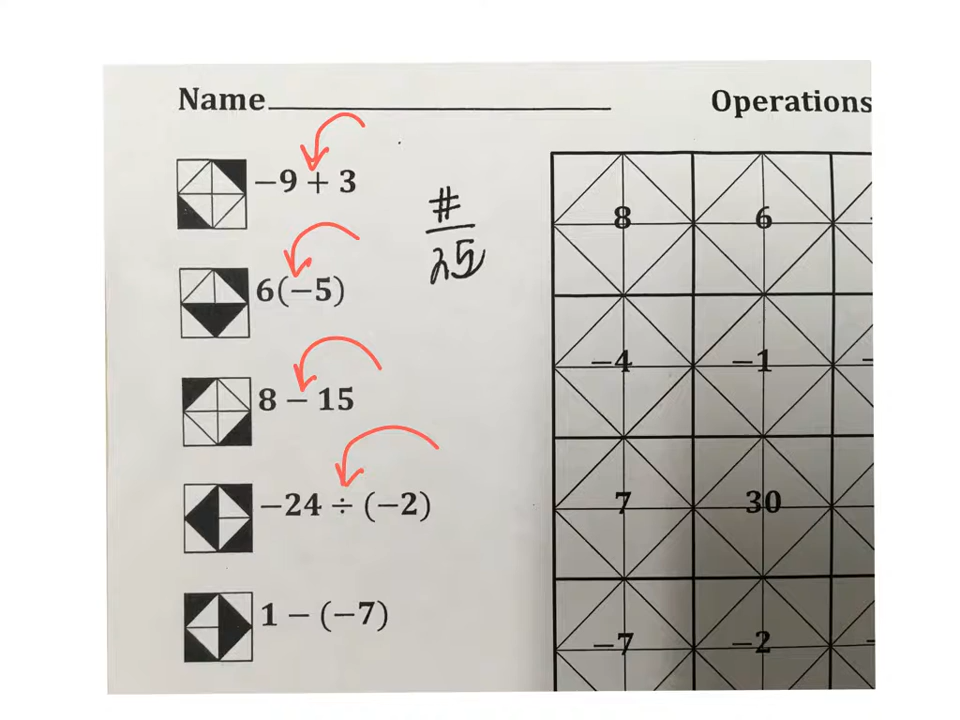 Name Operations
-9 + 3
#
25
6(-5)
8 - 15
-24 ÷ (-2)
1 - (-7)
8 6
-4 -1
7 30
-7 -2